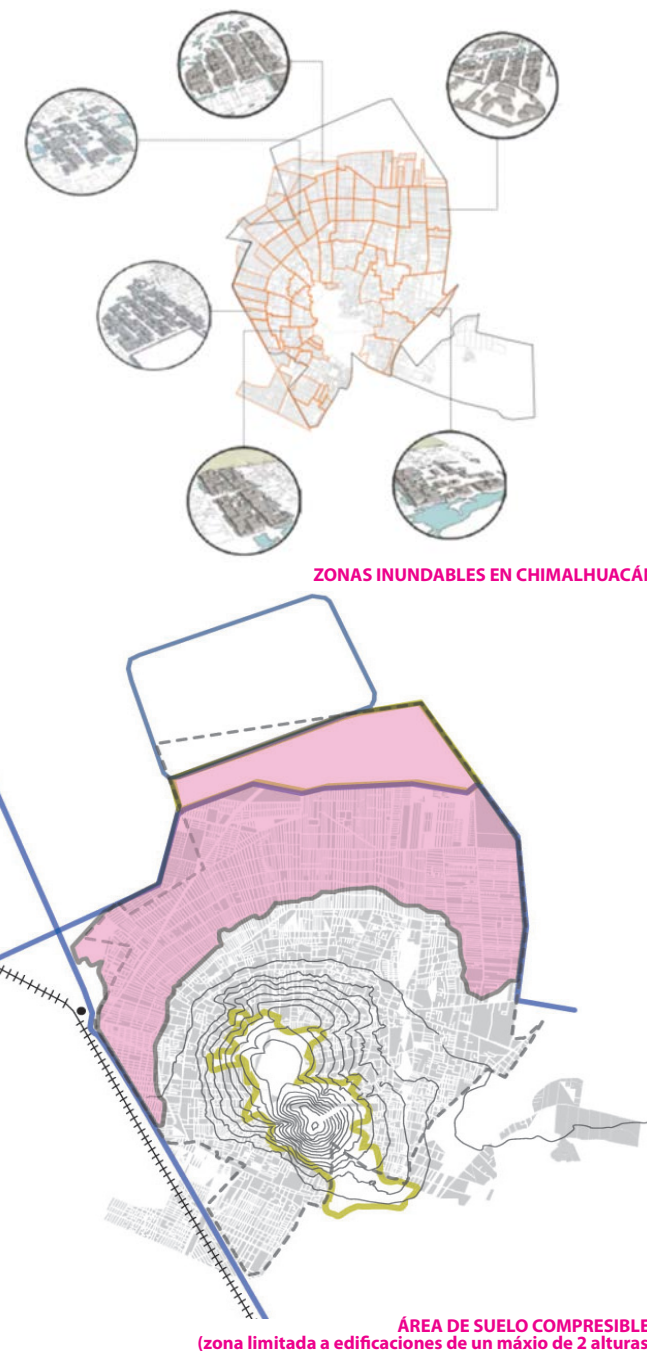 ZONAS INUNDABLES EN CHIMALHUACÁ
ÁREA DE SUELO COMPRESIBLE
(zona limitada a edificaciones de un máxio de 2 alturas